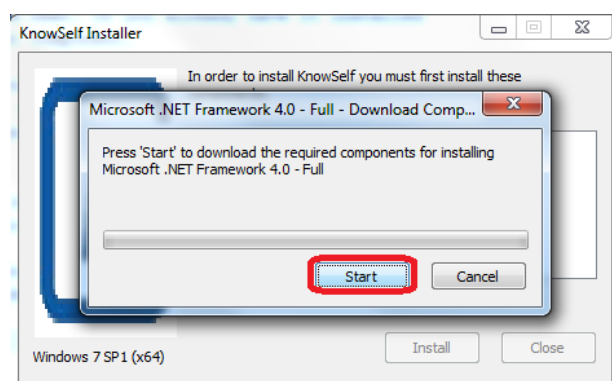 KnowSelf Installer
In order to install KnowSelf you must first install these
Microsoft .NET Framework 4.0 - Full - Download Comp...
Press 'Start' to download the required components for installing
Microsoft .NET Framework 4.0 - Full
Start
Cancel
Install
Close
Windows 7 SP1 (x64)